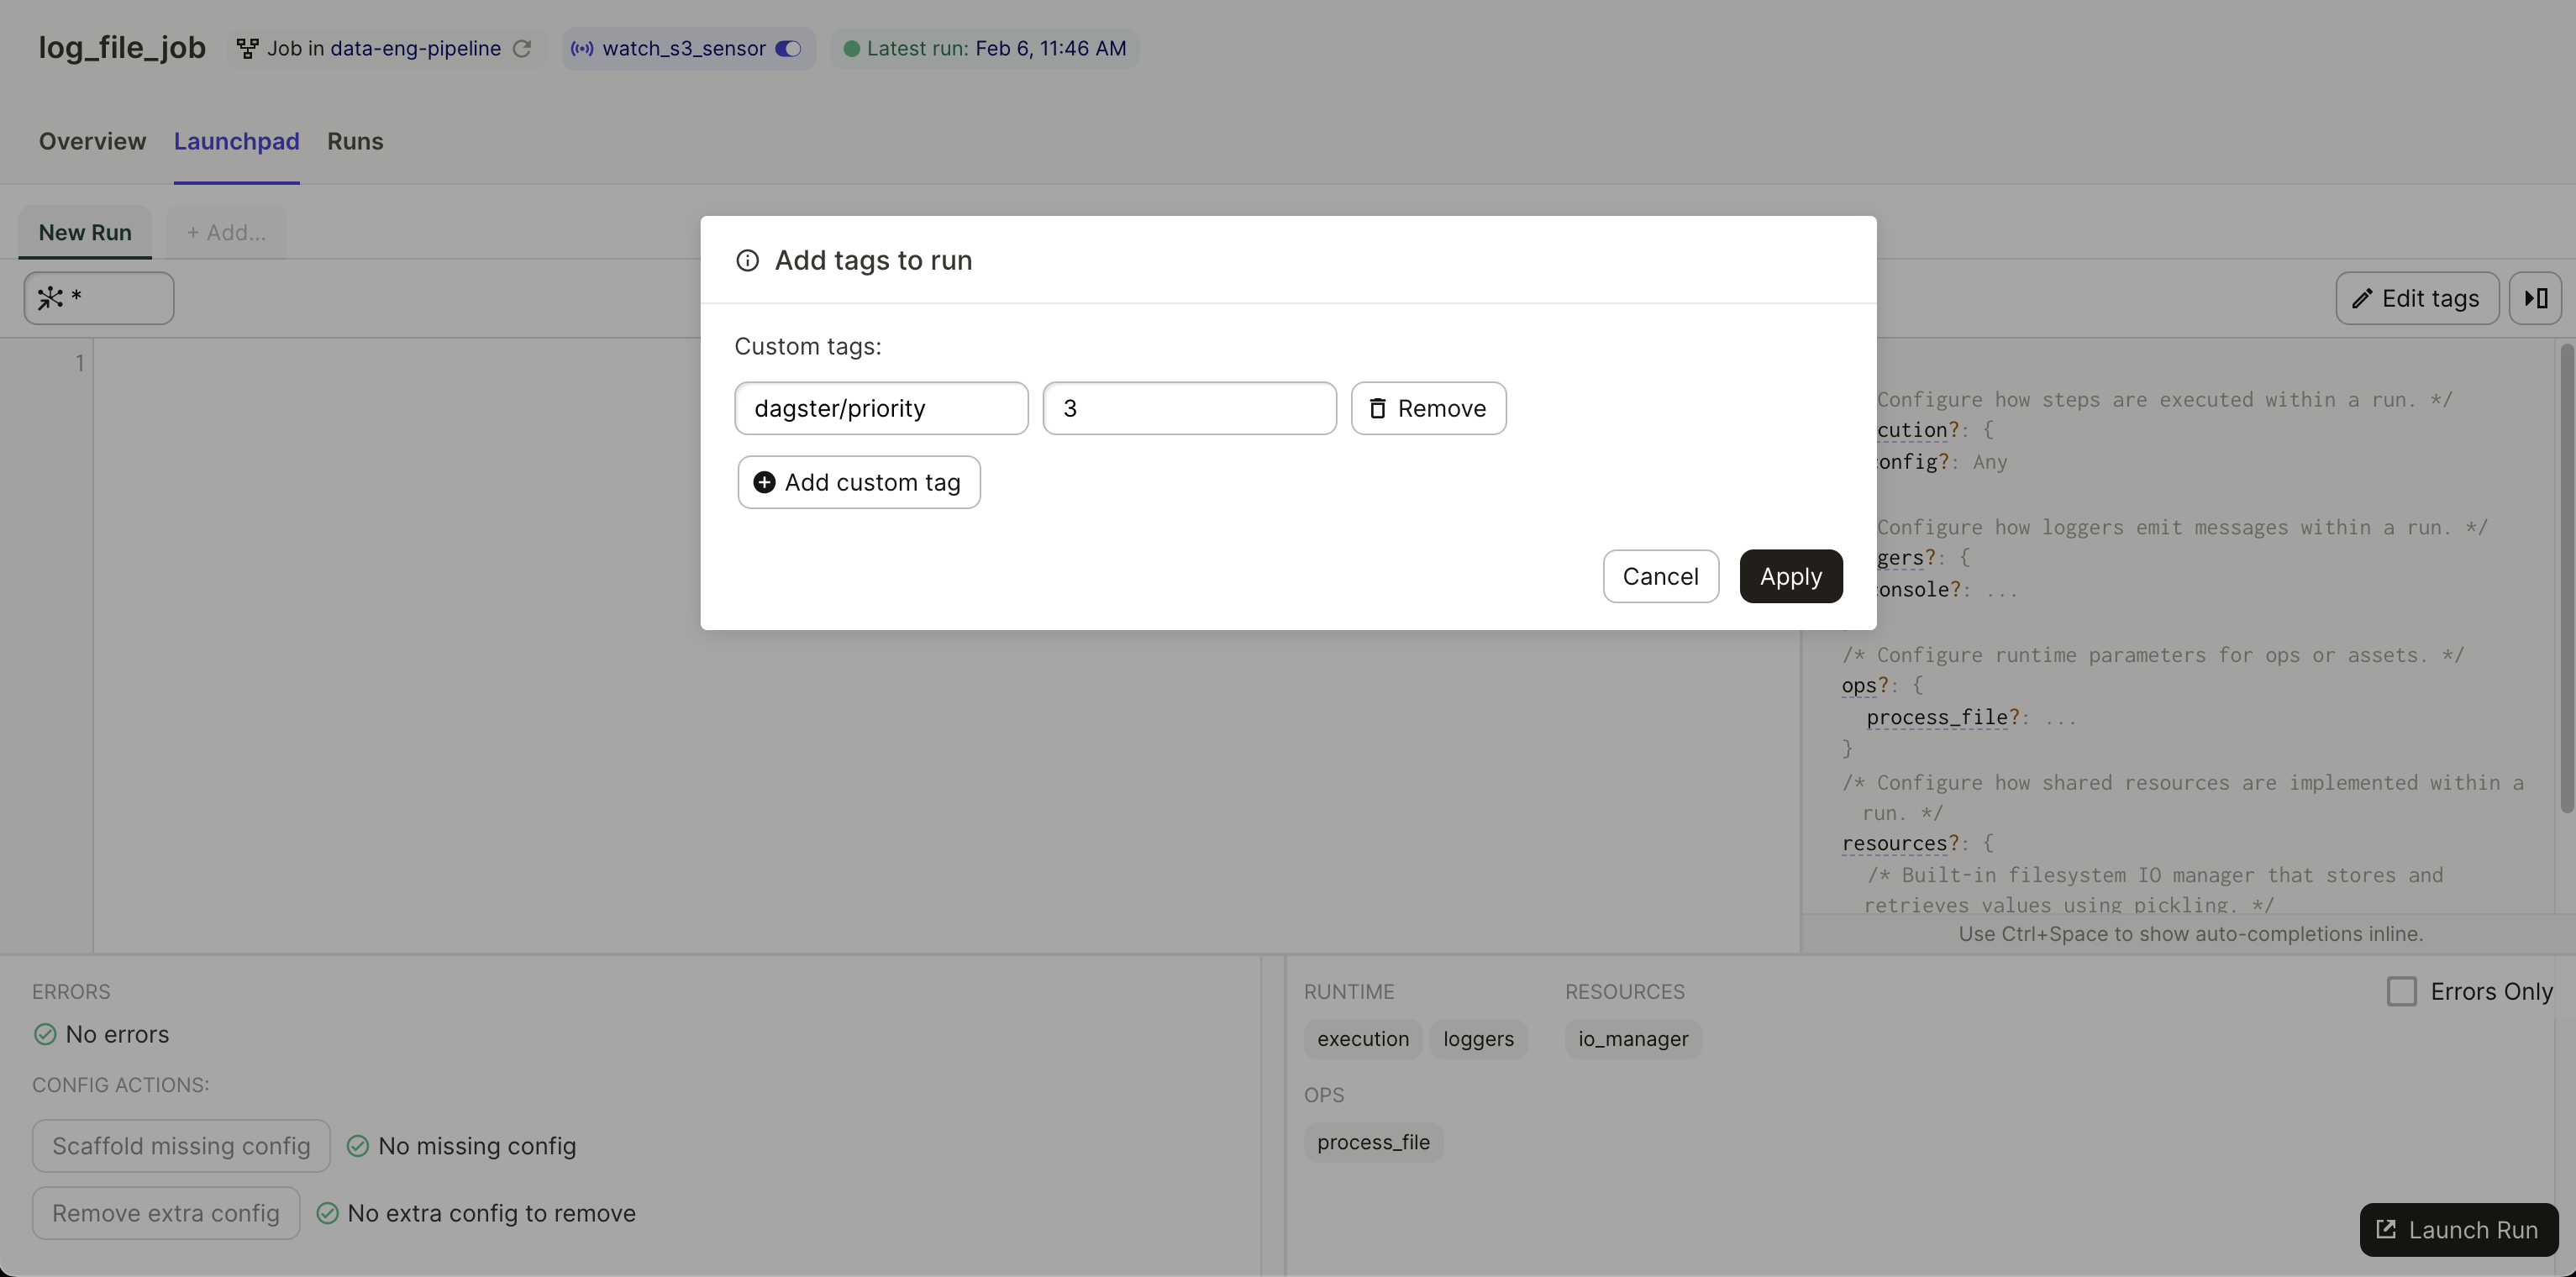 log_file_job Job in data-eng-pipeline watch_s3_sensor Latest run: Feb 6, 11:46 AM
Overview Launchpad Runs
New Run + Add...
*
Edit tags
1
Add tags to run
Custom tags:
dagster/priority 3 Remove
Add custom tag
Cancel Apply
Configure how steps are executed within a run. */
cution?: {
onfig?: Any
Configure how loggers emit messages within a run. */
gers?: {
onsole?: ...
/* Configure runtime parameters for ops or assets. */
ops?: {
process_file?: ...
}
/* Configure how shared resources are implemented within a
run. */
resources?: {
/* Built-in filesystem IO manager that stores and
retrieves values using pickling. */
Use Ctrl+Space to show auto-completions inline.
ERRORS
No errors
CONFIG ACTIONS:
Scaffold missing config No missing config
Remove extra config No extra config to remove
RUNTIME RESOURCES
Errors Only
execution loggers io_manager
OPS
process_file
Launch Run